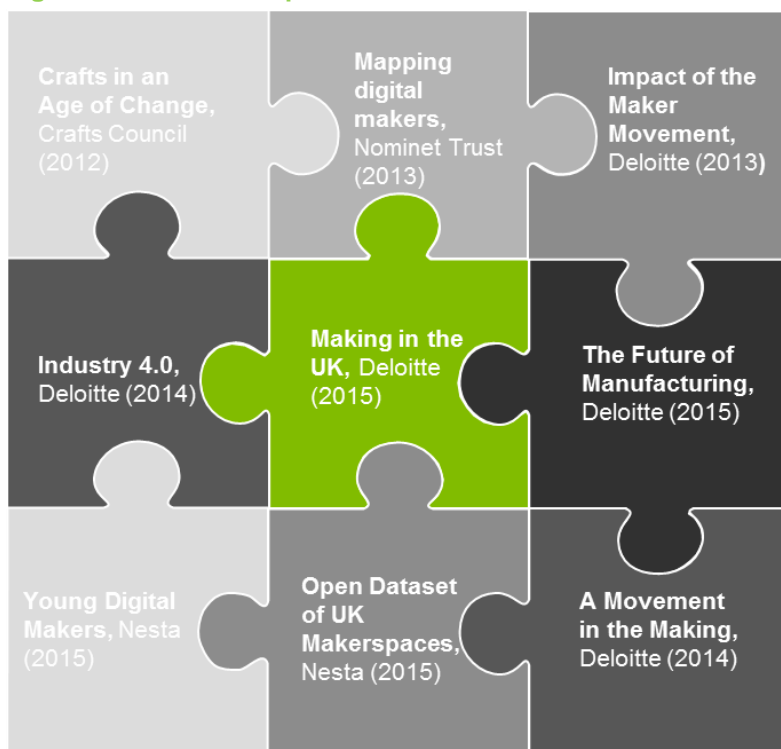 Crafts in an
Age of Change,
Crafts Council
(2012)
Mapping
digital
makers,
Nominet Trust
(2013)
Impact of the
Maker
Movement,
Deloitte (2013)
Industry 4.0,
Deloitte (2014)
Making in the
UK, Deloitte
(2015)
The Future of
Manufacturing,
Deloitte (2015)
Young Digital
Makers, Nesta
(2015)
Open Dataset
of UK
Makerspaces,
Nesta (2015)
A Movement
in the Making,
Deloitte (2014)